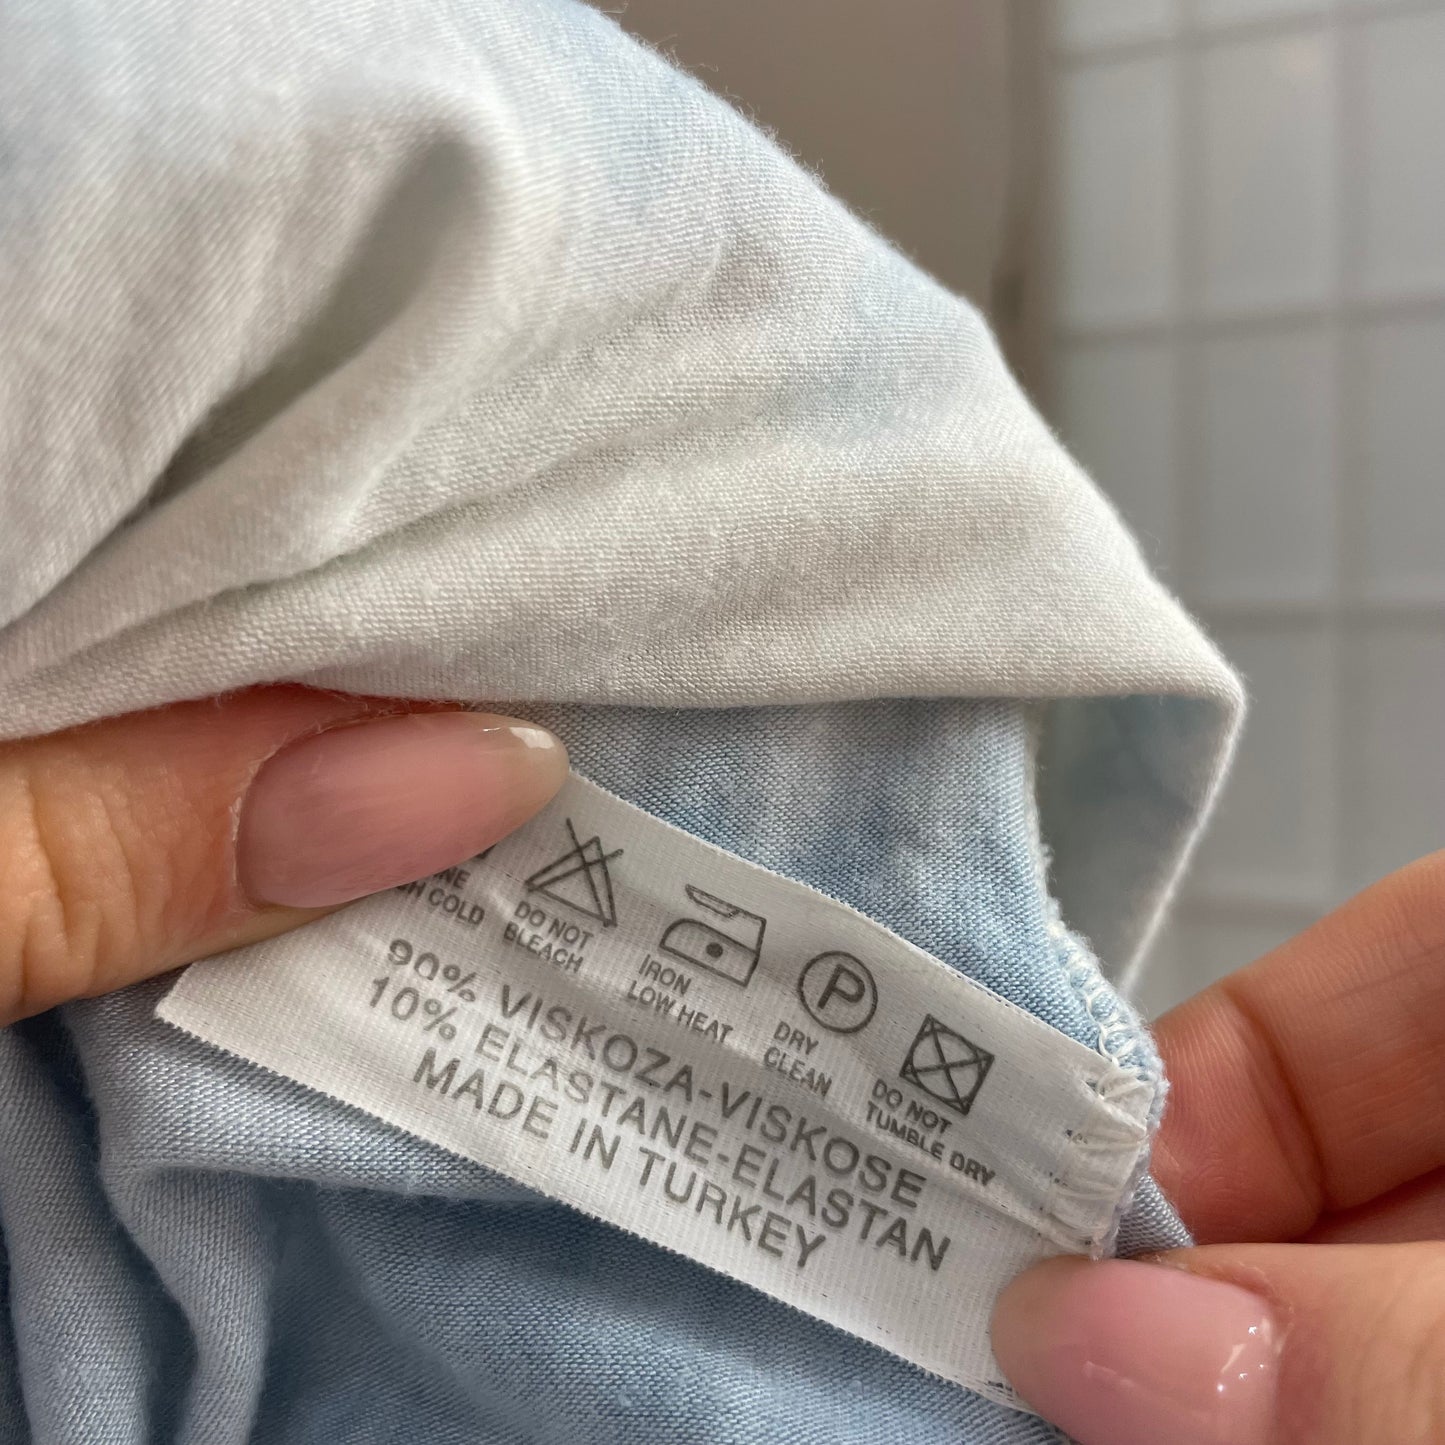 COLD
DO NOT
BLEACH
IRON
LOW HEAT
P
DRY
CLEAN
DO NOT
TUMBLE DRY
90% VISKOZA-VISKOSE
10% ELASTANE-ELASTAN
MADE IN TURKEY